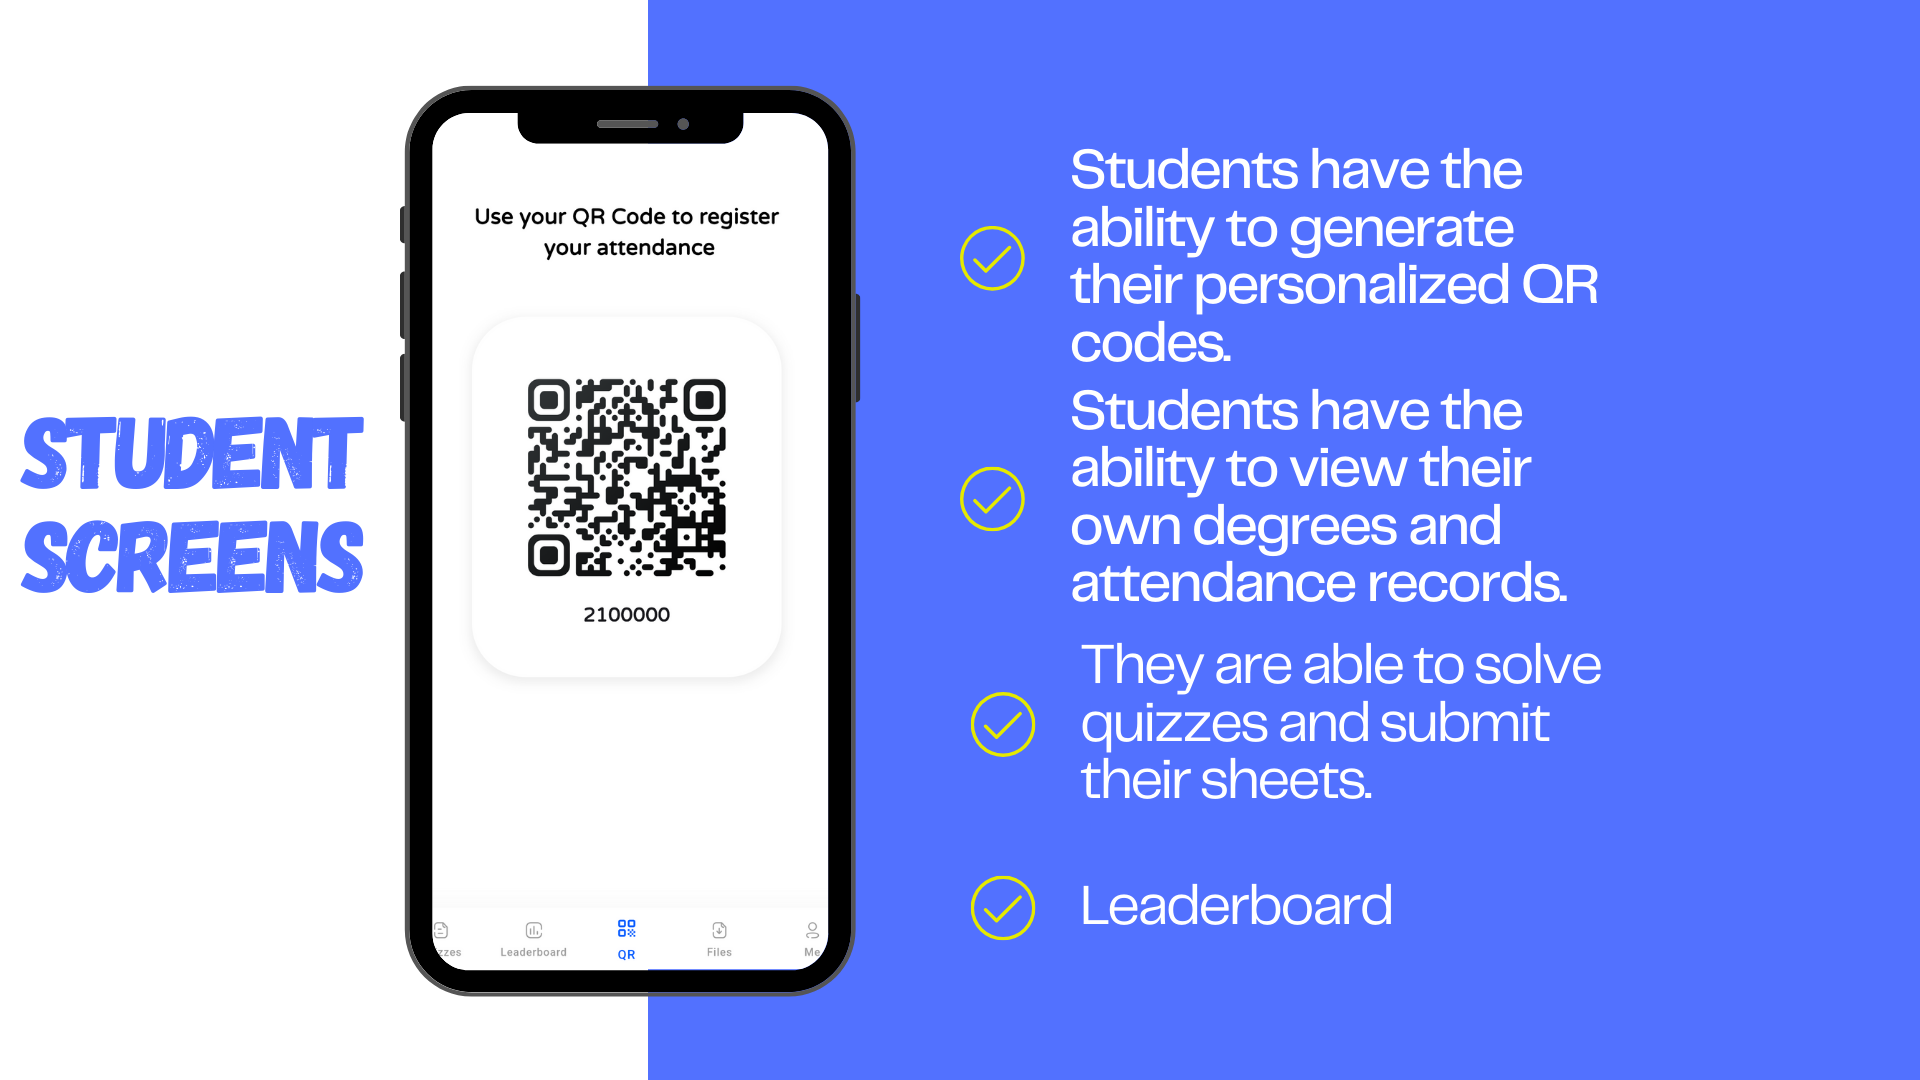 STUDENT
SCREENS
Use your QR Code to register
your attendance
2100000
zzes
Leaderboard
QR
Files
Me
Students have the
ability to generate
their personalized QR
codes.
Students have the
ability to view their
own degrees and
attendance records.
They are able to solve
quizzes and submit
their sheets.
Leaderboard